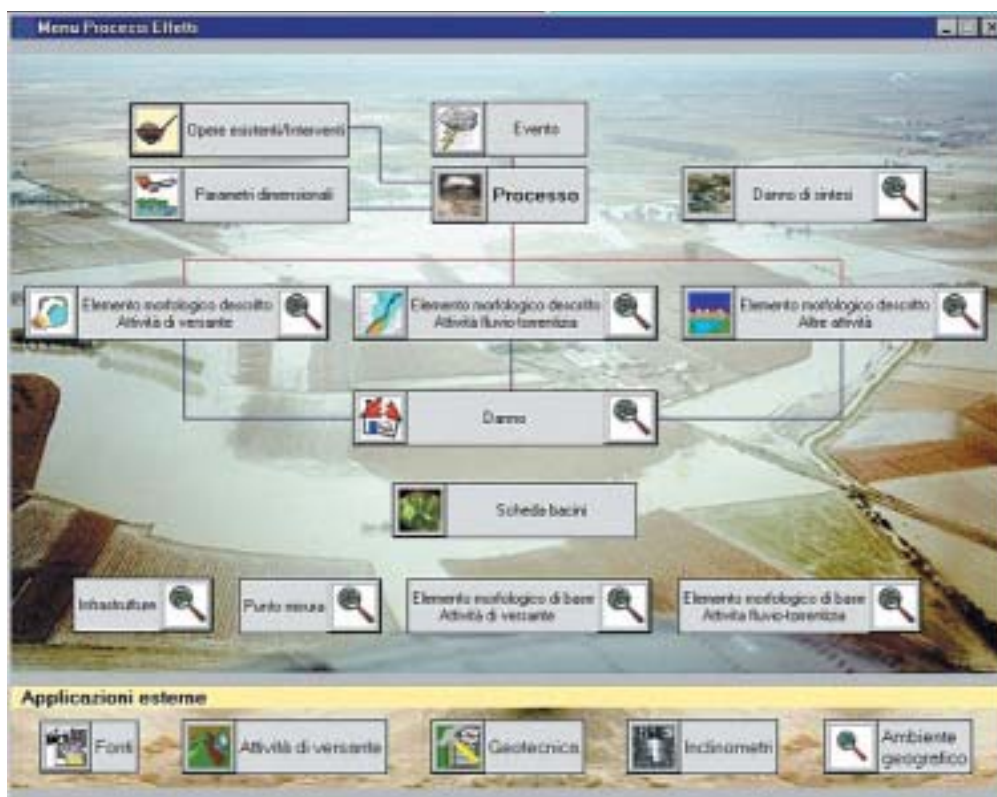 Menu Processi Effetti
Opere esistenti/Interventi
Evento
Parametri dimensionali
Processo
Danno di sintesi
Elemento morfologico descritto
Attività di versante
Elemento morfologico descritto
Attività fluvio-torrentizia
Elemento morfologico descritto
Altre attività
Danno
Scheda bacini
Infrastrutture
Punto misura
Elemento morfologico di base
Attività di versante
Elemento morfologico di base
Attività fluvio-torrentizia
Applicazioni esterne
Fonti
Attività di versante
Geotecnica
Inclinometri
Ambiente
geografico